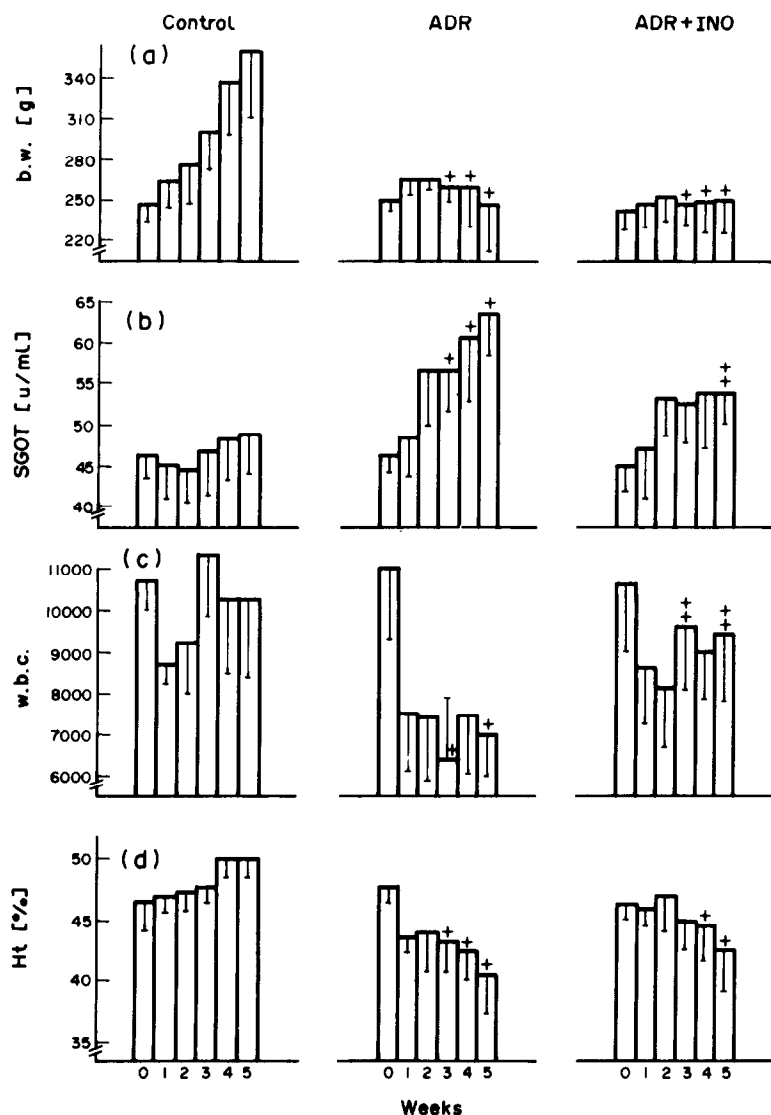 Control ADR ADR+INO
(a)
b.w. [g]
340
310
280
250
220
+ + +
+ + +
(b)
SGOT [u/ml]
65
60
55
50
45
40
+ + +
++
(c)
w.b.c.
11000
10000
9000
8000
7000
6000
+ +
++ ++
(d)
Ht [%]
50
45
40
35
+ + +
+ +
0 1 2 3 4 5 0 1 2 3 4 5 0 1 2 3 4 5
Weeks